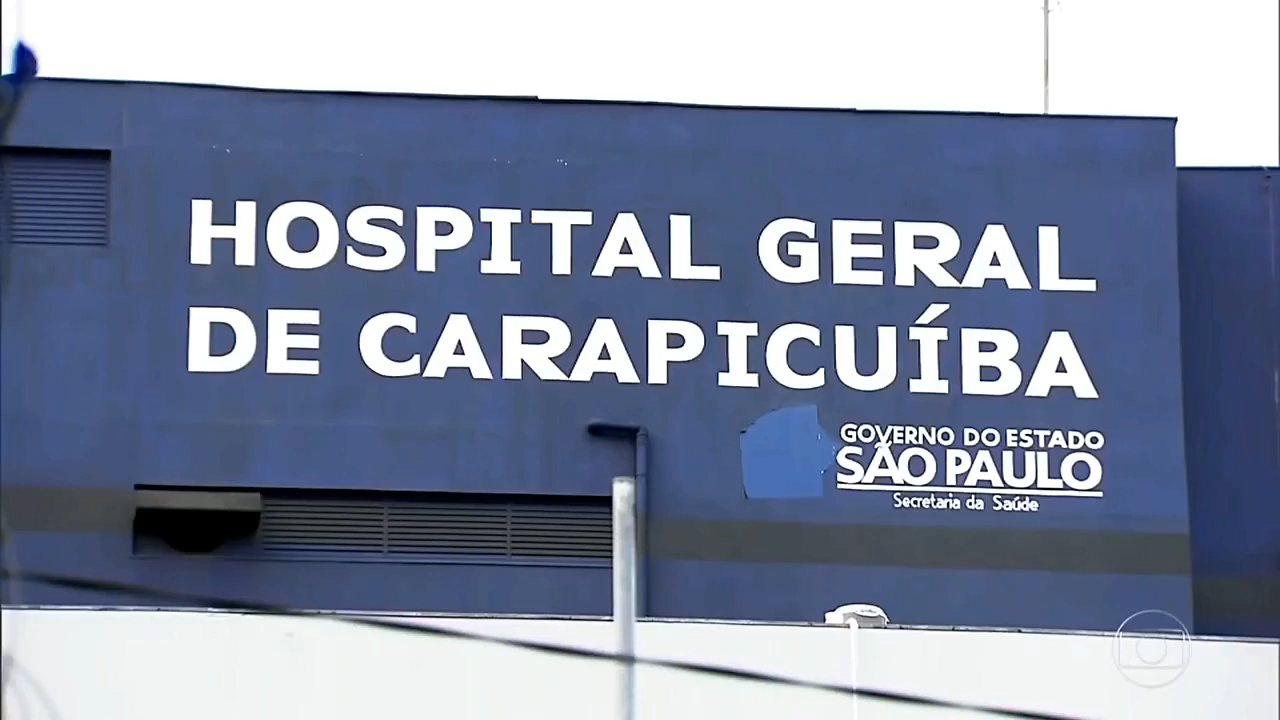 HOSPITAL GERAL
DE CARAPICUÍBA
GOVERNO DO ESTADO
SÃO PAULO
Secretaria da Saúde